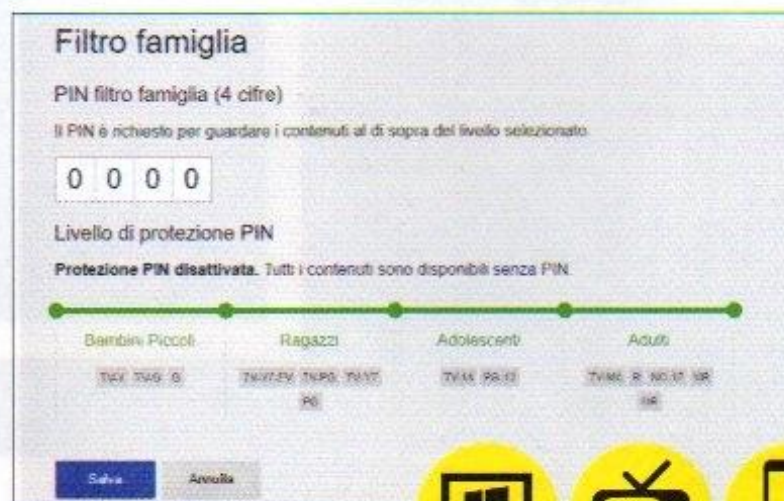 Filtro famiglia
PIN filtro famiglia (4 cifre)
Il PIN è richiesto per guardare i contenuti al di sopra del livello selezionato.
0 0 0 0
Livello di protezione PIN
Protezione PIN disattivata. Tutti i contenuti sono disponibili senza PIN.
Bambini Piccoli Ragazzi Adolescenti Adulti
TV-Y TV-G G TV-PG TV-Y7 TV-14 PG-13 TV-MA R NC-17 NR
PG UR
Salva Annulla